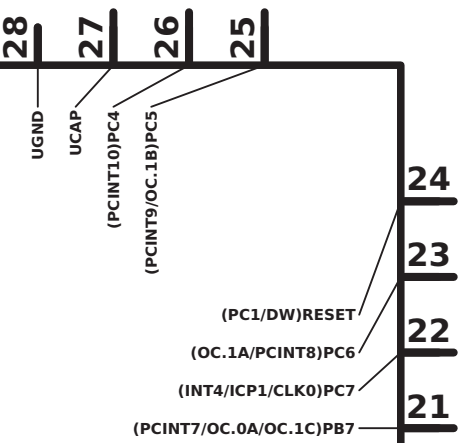 28
27
26
25
UGND
UCAP
(PCINT10)PC4
(PCINT9/OC.1B)PC5
24
23
(PC1/DW)RESET
22
(OC.1A/PCINT8)PC6
(INT4/ICP1/CLK0)PC7
21
(PCINT7/OC.0A/OC.1C)PB7